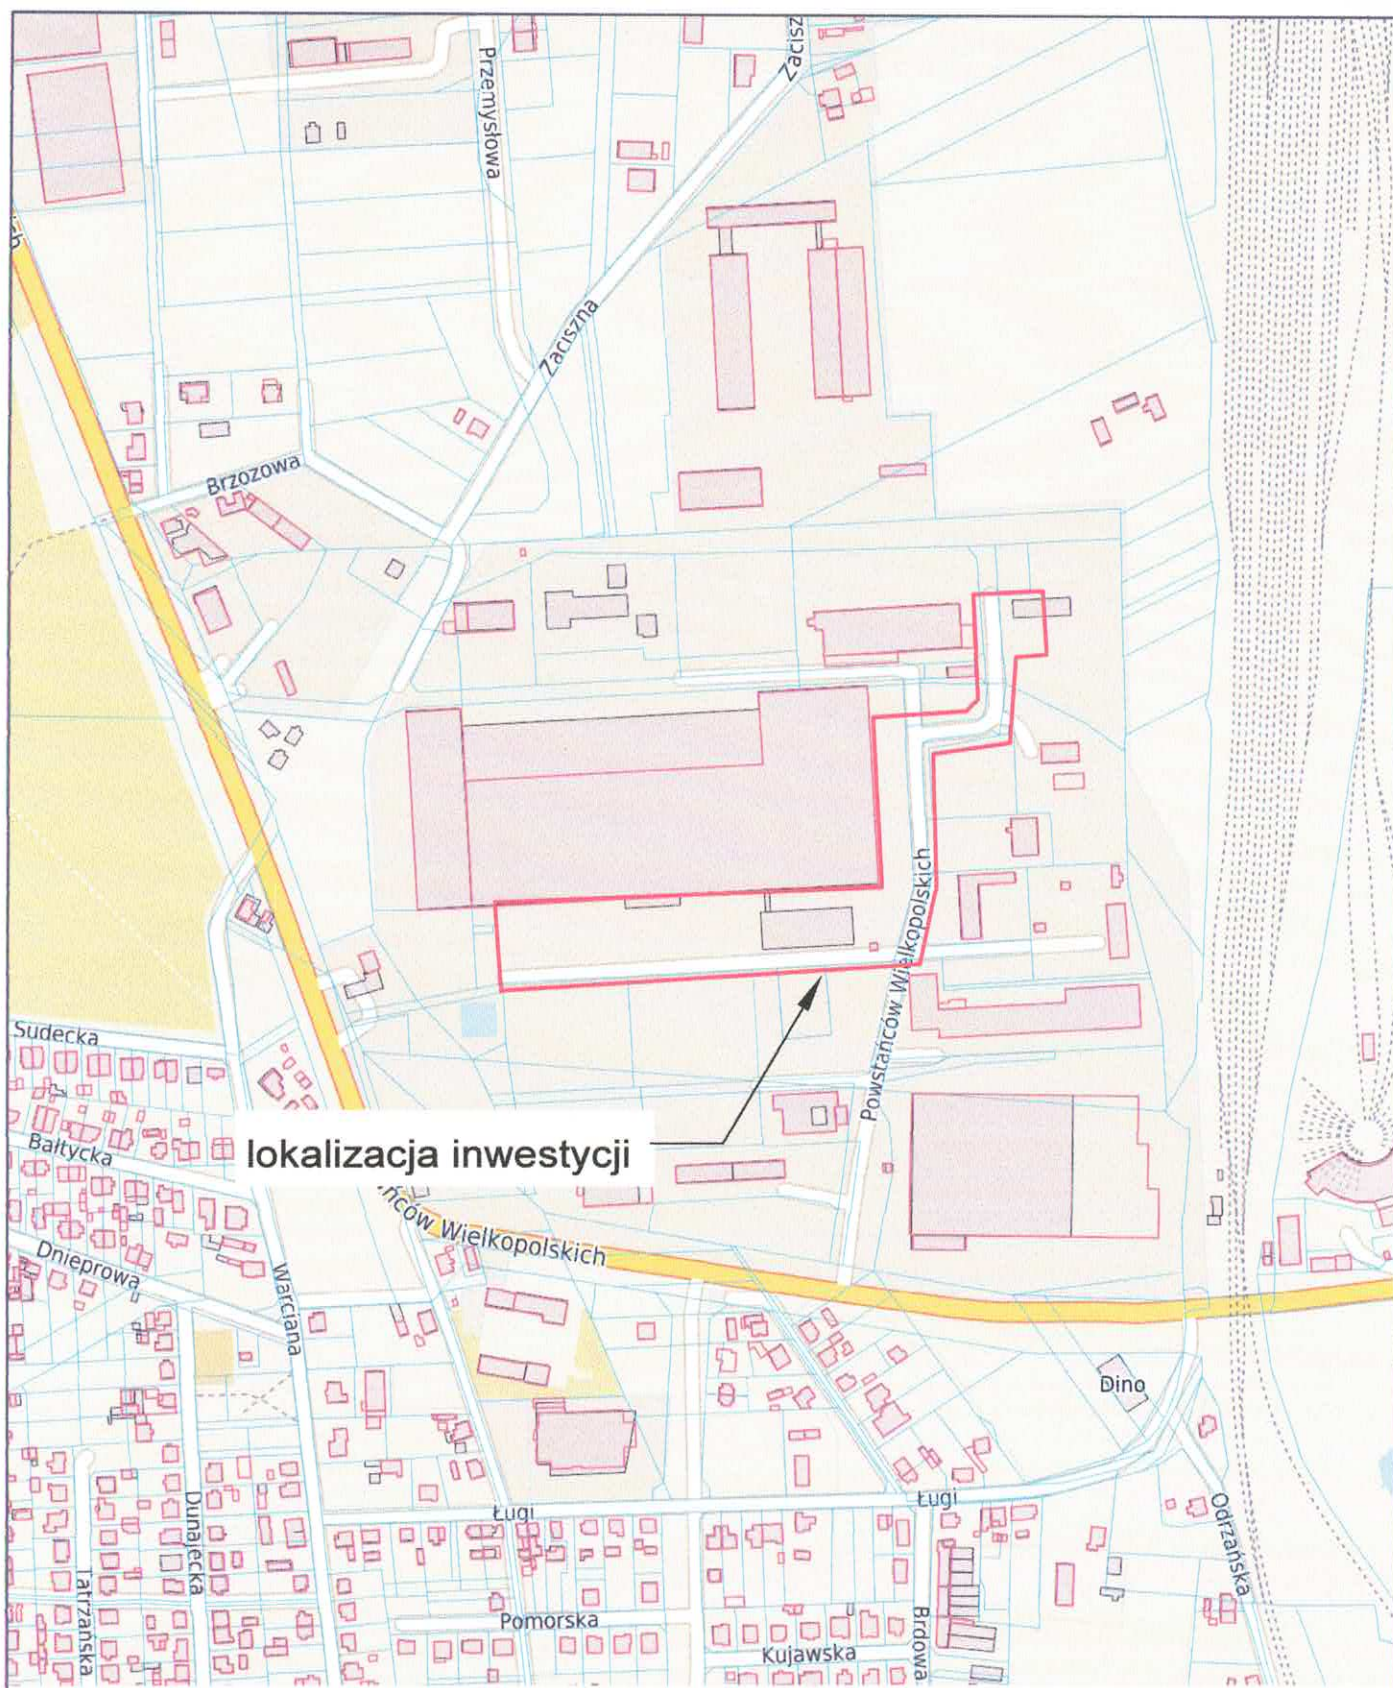 Przemysłowa
Zacisz
ch
Zaciszna
Brzozowa
Powstańców Wielkopolskich
Sudecka
lokalizacja inwestycji
Bałtycka
ńców Wielkopolskich
Dnieprowa
Warciana
Dino
Ługi
Ługi
Dunajecka
Odrzańska
Tatrzańska
Pomorska
Brdowa
Kujawska